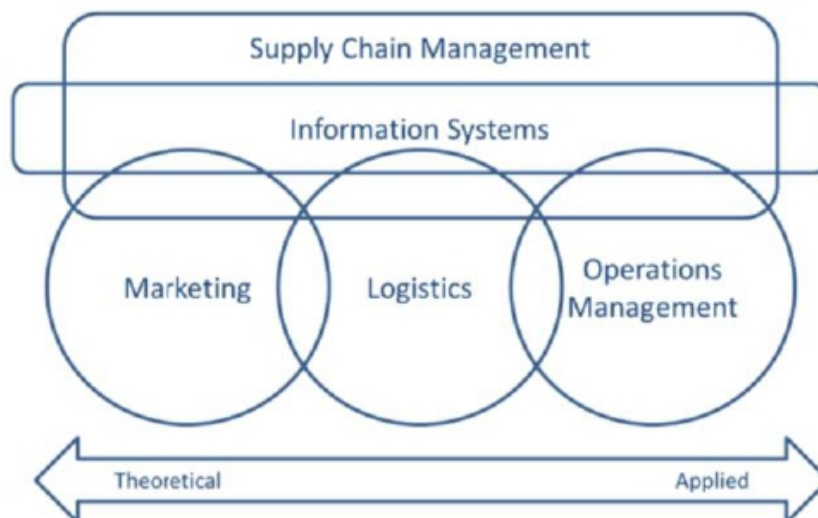 Supply Chain Management
Information Systems
Marketing
Logistics
Operations
Management
Theoretical
Applied